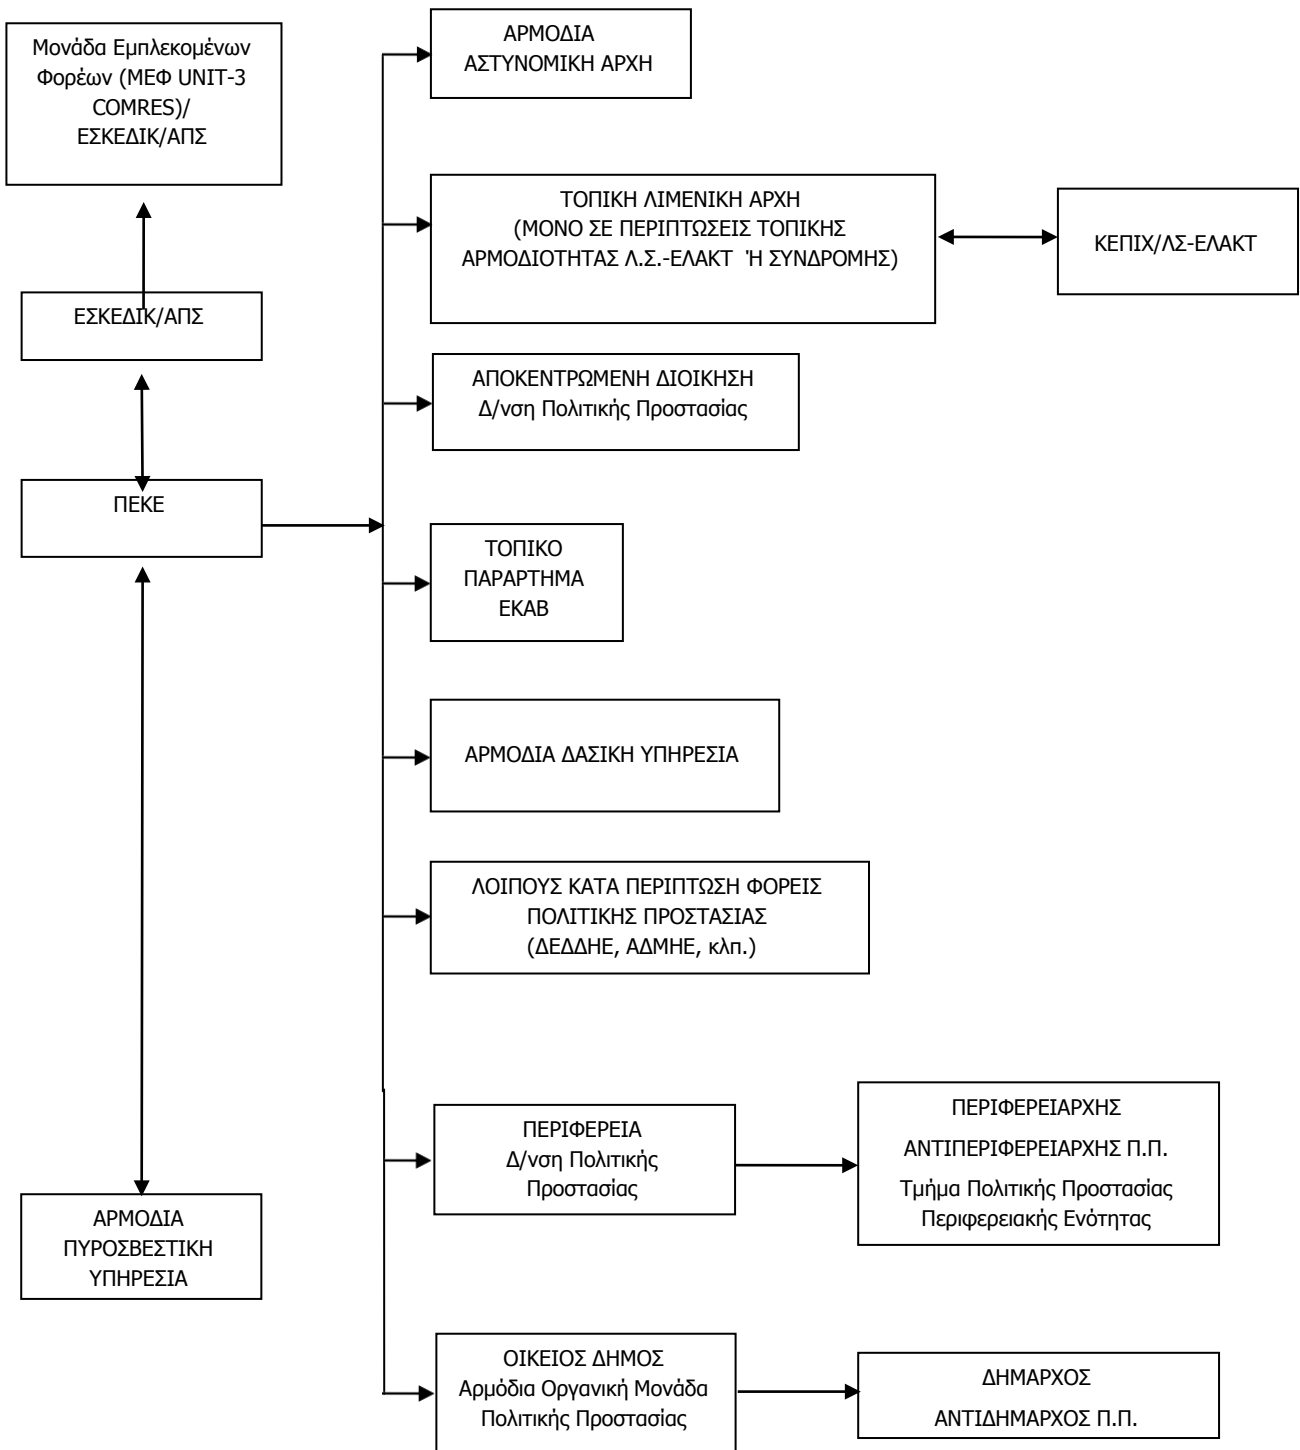 Μονάδα Εμπλεκομένων
Φορέων (ΜΕΦ UNIT-3
COMRES)/
ΕΣΚΕΔΙΚ/ΑΠΣ
ΕΣΚΕΔΙΚ/ΑΠΣ
ΠΕΚΕ
ΑΡΜΟΔΙΑ
ΠΥΡΟΣΒΕΣΤΙΚΗ
ΥΠΗΡΕΣΙΑ
ΑΡΜΟΔΙΑ
ΑΣΤΥΝΟΜΙΚΗ ΑΡΧΗ
ΤΟΠΙΚΗ ΛΙΜΕΝΙΚΗ ΑΡΧΗ
(ΜΟΝΟ ΣΕ ΠΕΡΙΠΤΩΣΕΙΣ ΤΟΠΙΚΗΣ
ΑΡΜΟΔΙΟΤΗΤΑΣ Λ.Σ.-ΕΛΑΚΤ Ή ΣΥΝΔΡΟΜΗΣ)
ΚΕΠΙΧ/ΛΣ-ΕΛΑΚΤ
ΑΠΟΚΕΝΤΡΩΜΕΝΗ ΔΙΟΙΚΗΣΗ
Δ/νση Πολιτικής Προστασίας
ΤΟΠΙΚΟ
ΠΑΡΑΡΤΗΜΑ
ΕΚΑΒ
ΑΡΜΟΔΙΑ ΔΑΣΙΚΗ ΥΠΗΡΕΣΙΑ
ΛΟΙΠΟΥΣ ΚΑΤΑ ΠΕΡΙΠΤΩΣΗ ΦΟΡΕΙΣ
ΠΟΛΙΤΙΚΗΣ ΠΡΟΣΤΑΣΙΑΣ
(ΔΕΔΔΗΕ, ΑΔΜΗΕ, κλπ.)
ΠΕΡΙΦΕΡΕΙΑ
Δ/νση Πολιτικής
Προστασίας
ΠΕΡΙΦΕΡΕΙΑΡΧΗΣ
ΑΝΤΙΠΕΡΙΦΕΡΕΙΑΡΧΗΣ Π.Π.
Τμήμα Πολιτικής Προστασίας
Περιφερειακής Ενότητας
ΟΙΚΕΙΟΣ ΔΗΜΟΣ
Αρμόδια Οργανική Μονάδα
Πολιτικής Προστασίας
ΔΗΜΑΡΧΟΣ
ΑΝΤΙΔΗΜΑΡΧΟΣ Π.Π.